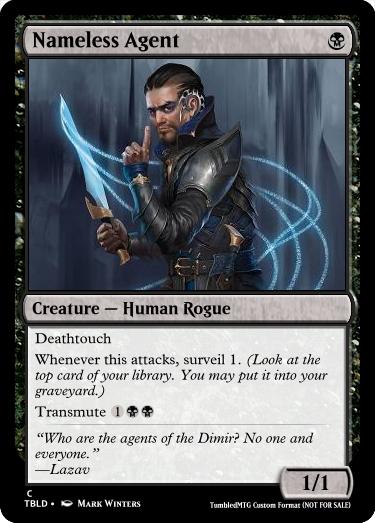 Nameless Agent
Creature — Human Rogue
Deathtouch
Whenever this attacks, surveil 1. (Look at the
top card of your library. You may put it into your
graveyard.)
Transmute 1
“Who are the agents of the Dimir? No one and
everyone.”
—Lazav
1/1
C
TBLD • Mark Winters
TumbledMTG Custom Format (NOT FOR SALE)